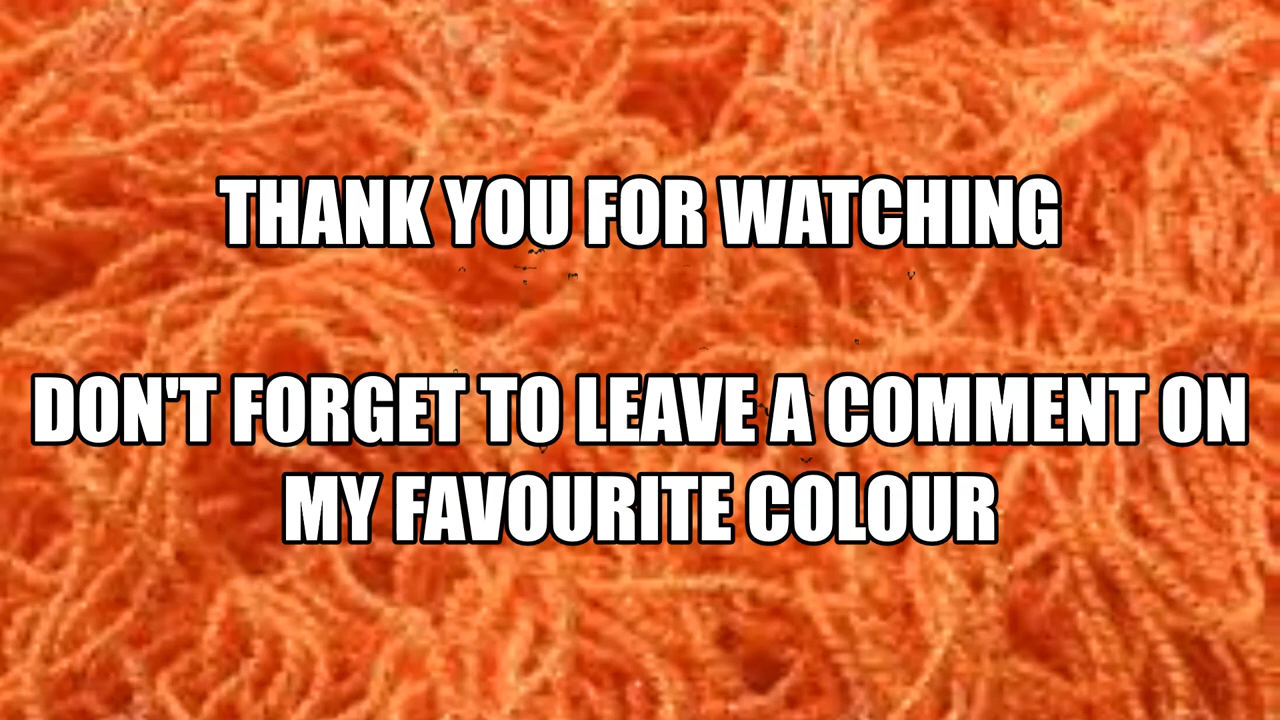 THANK YOU FOR WATCHING
DON'T FORGET TO LEAVE A COMMENT ON
MY FAVOURITE COLOUR